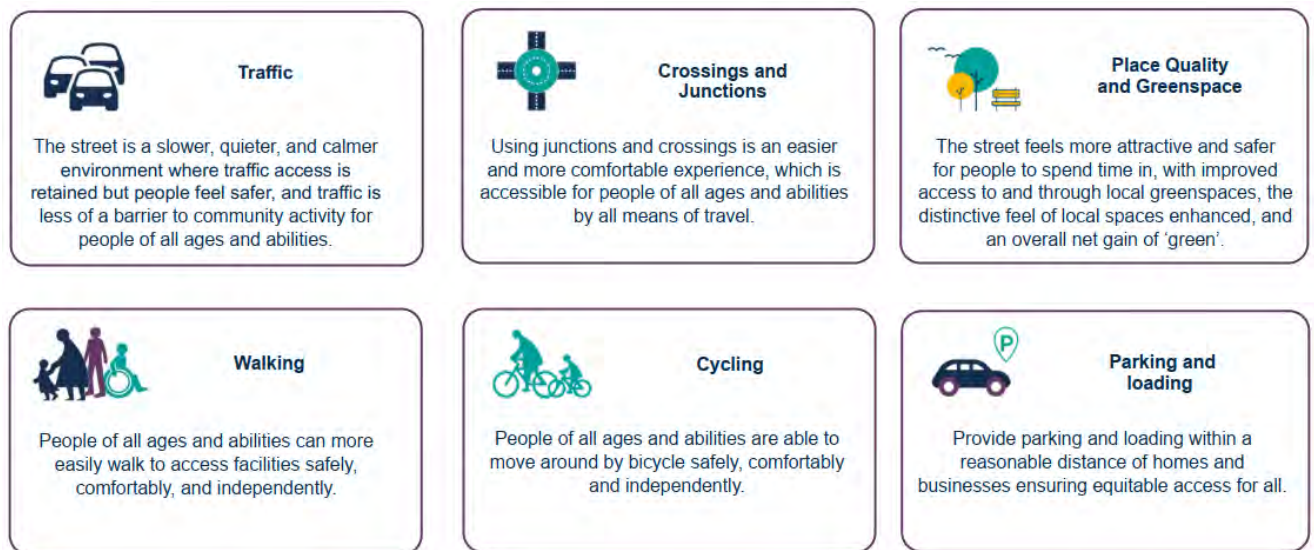 Traffic
The street is a slower, quieter, and calmer
environment where traffic access is
retained but people feel safer, and traffic is
less of a barrier to community activity for
people of all ages and abilities.
Crossings and
Junctions
Using junctions and crossings is an easier
and more comfortable experience, which is
accessible for people of all ages and abilities
by all means of travel.
Place Quality
and Greenspace
The street feels more attractive and safer
for people to spend time in, with improved
access to and through local greenspaces, the
distinctive feel of local spaces enhanced, and
an overall net gain of ‘green’.
Walking
People of all ages and abilities can more
easily walk to access facilities safely,
comfortably, and independently.
Cycling
People of all ages and abilities are able to
move around by bicycle safely, comfortably
and independently.
P
Parking and
loading
Provide parking and loading within a
reasonable distance of homes and
businesses ensuring equitable access for all.